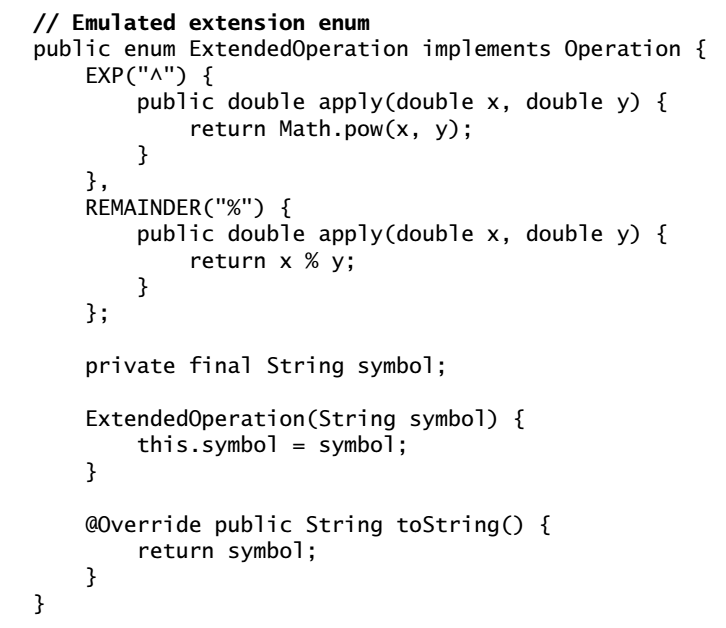 // Emulated extension enum
public enum ExtendedOperation implements Operation {
    EXP("^") {
        public double apply(double x, double y) {
            return Math.pow(x, y);
        }
    },
    REMAINDER("%") {
        public double apply(double x, double y) {
            return x % y;
        }
    };

    private final String symbol;

    ExtendedOperation(String symbol) {
        this.symbol = symbol;
    }

    @Override public String toString() {
        return symbol;
    }
}